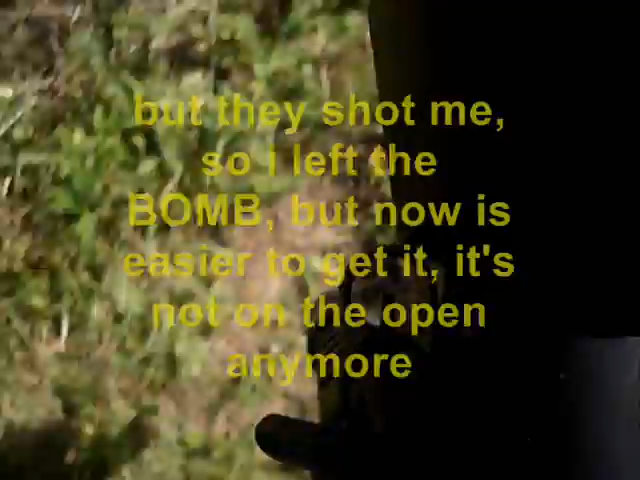 but they shot me,
so i left the
BOMB, but now is
easier to get it, it's
not on the open
anymore